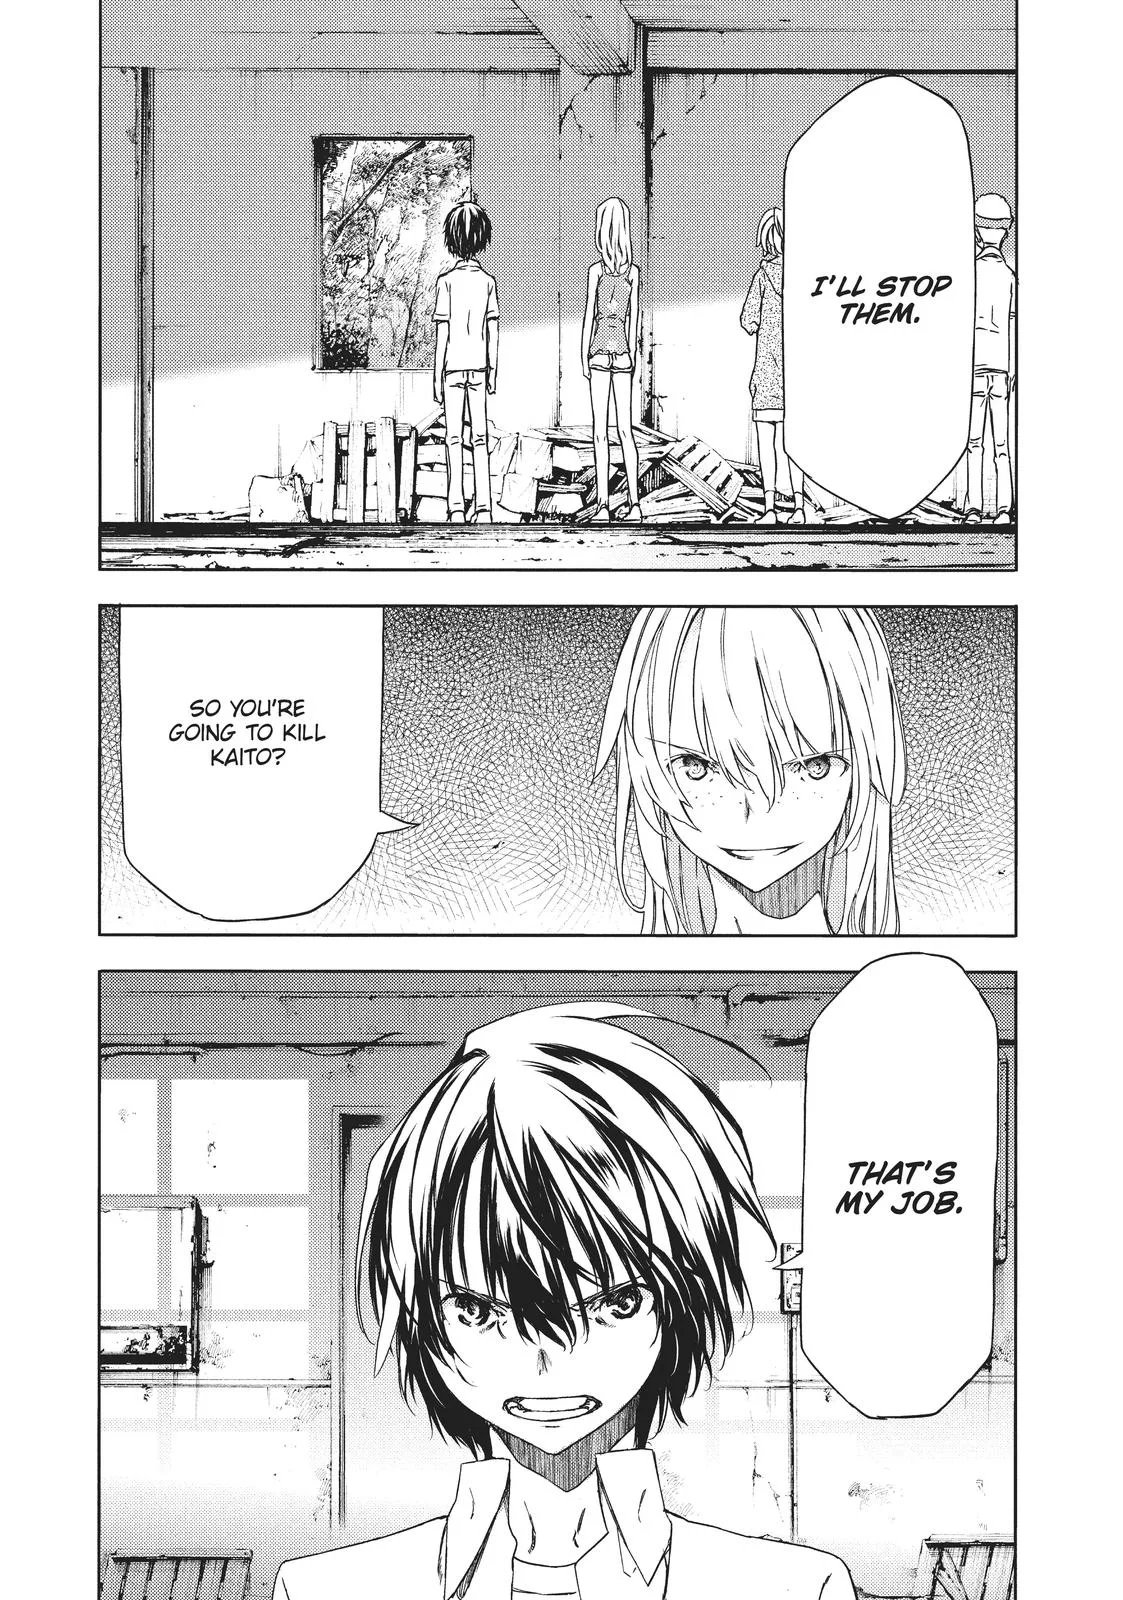 I'LL STOP
THEM.
SO YOU'RE
GOING TO KILL
KAITO?
THAT'S
MY JOB.